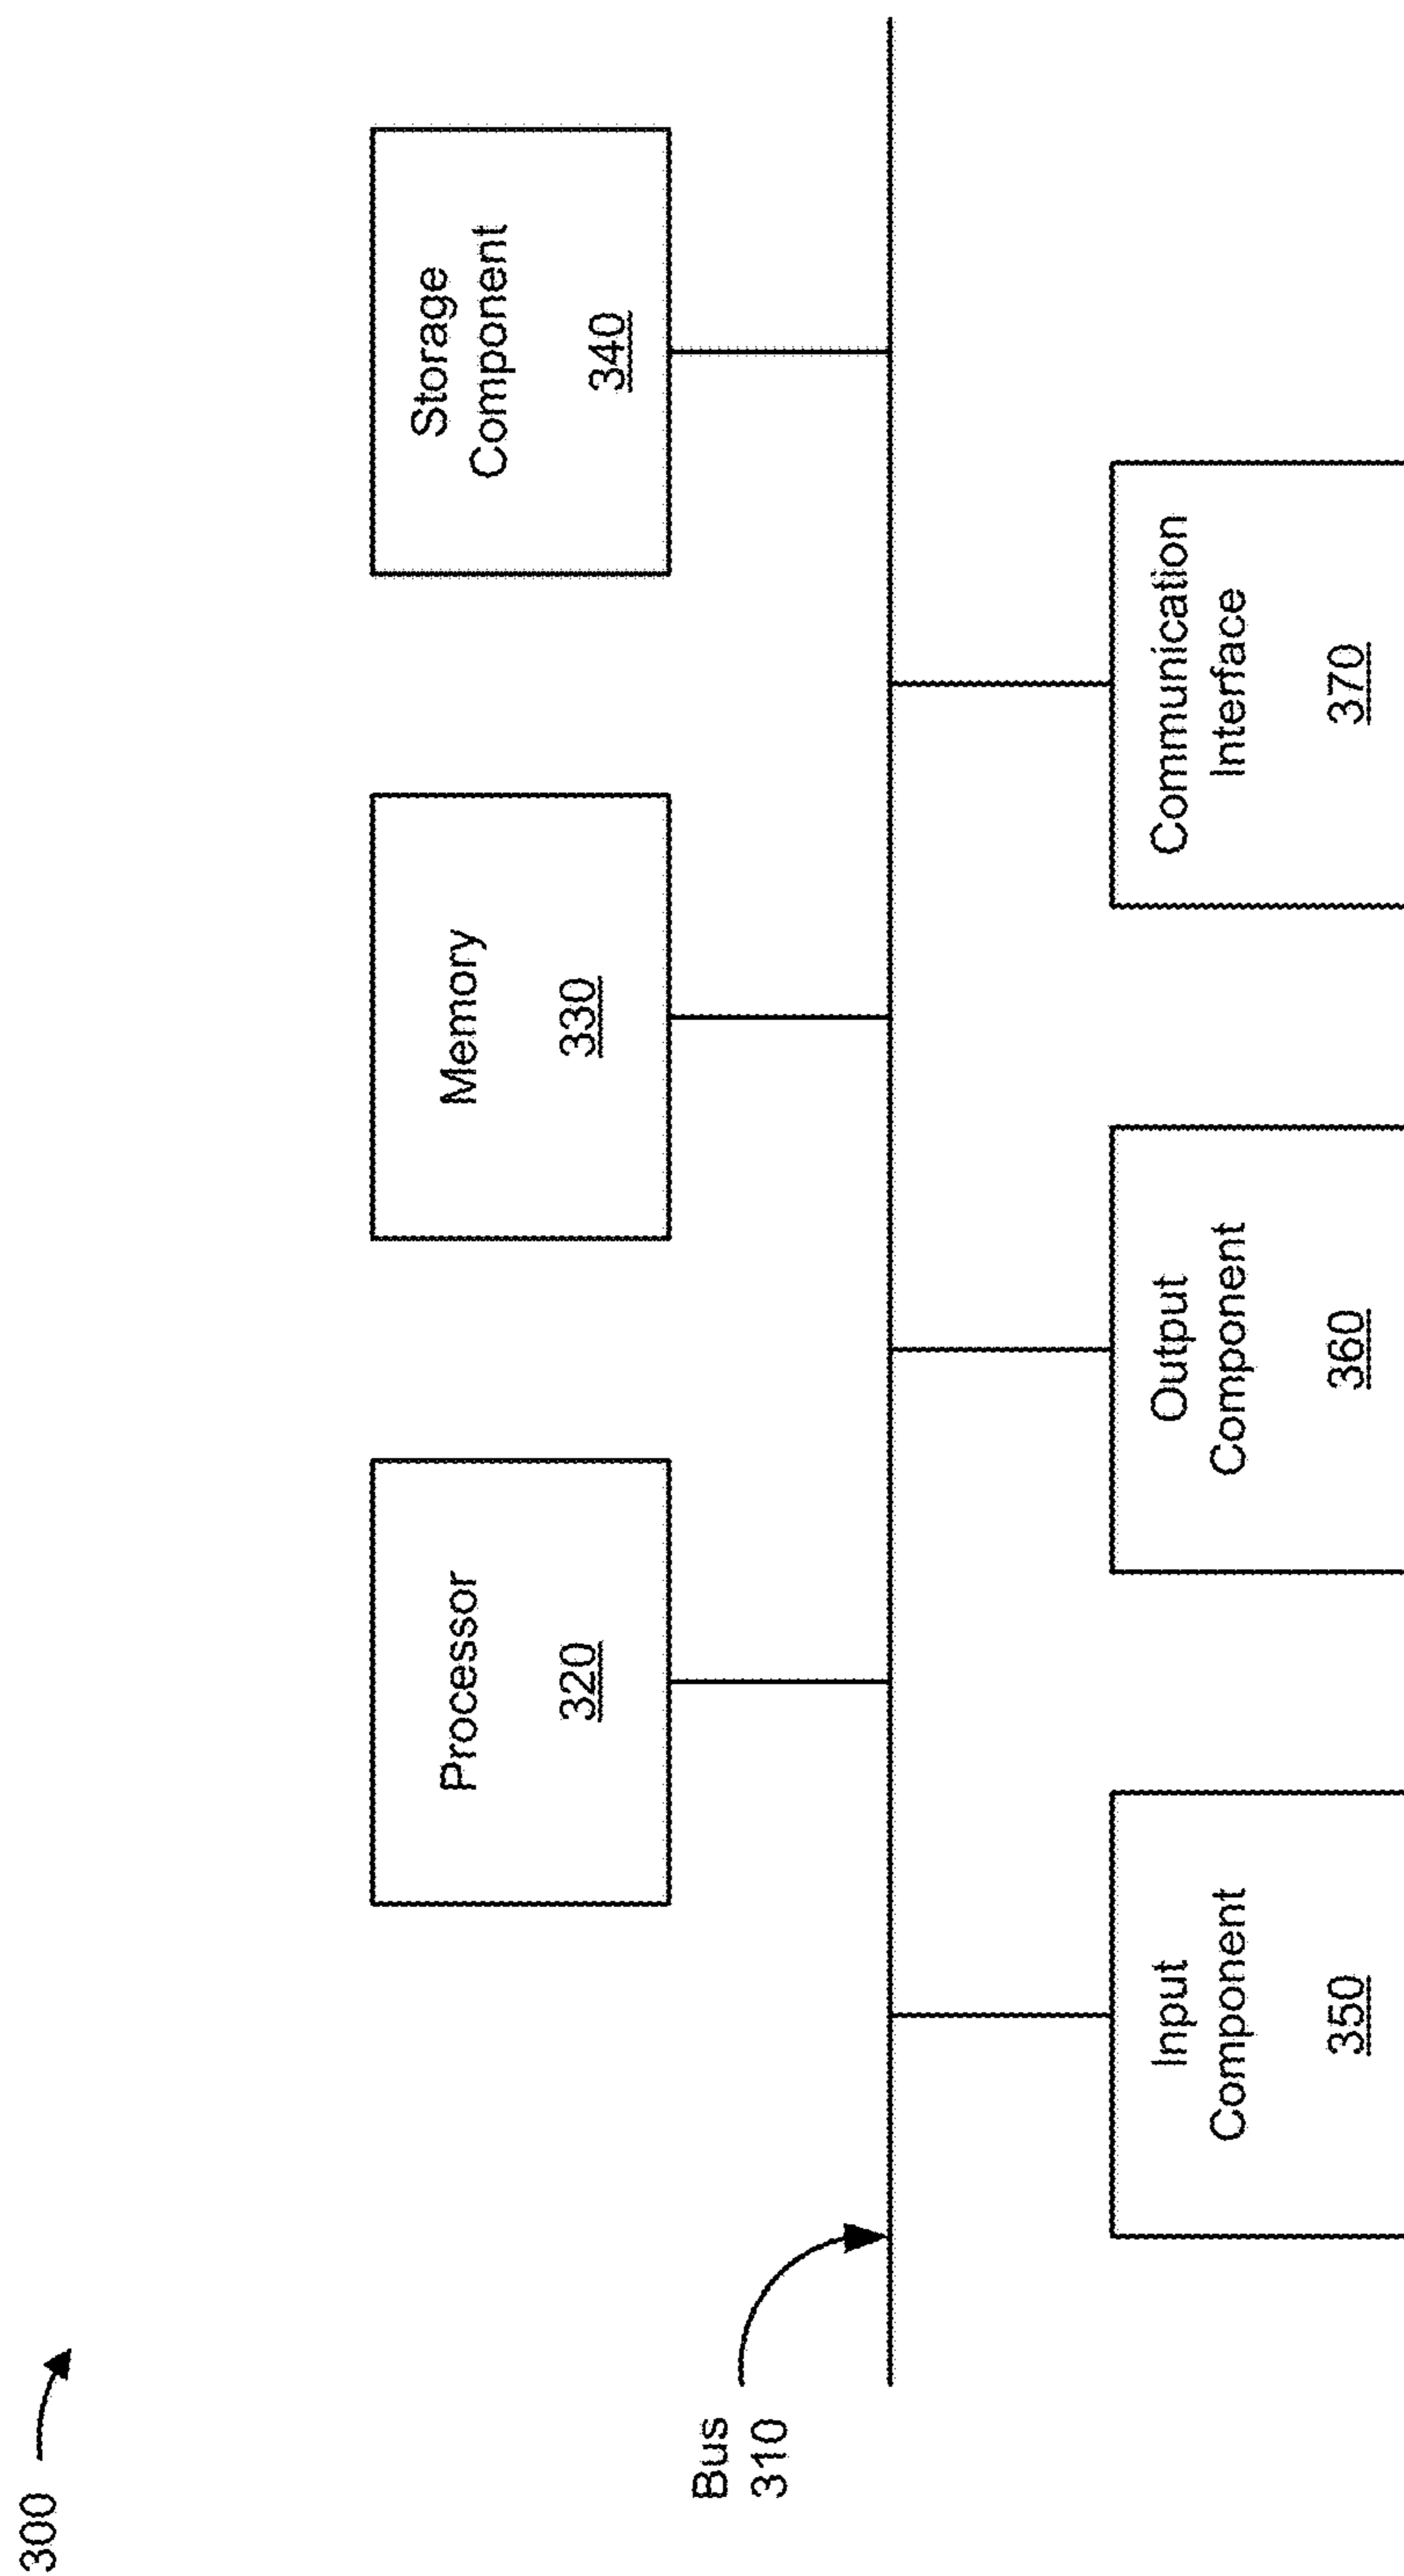 300
Processor
320
Memory
330
Storage
Component
340
Bus
310
Input
Component
350
Output
Component
360
Communication
Interface
370